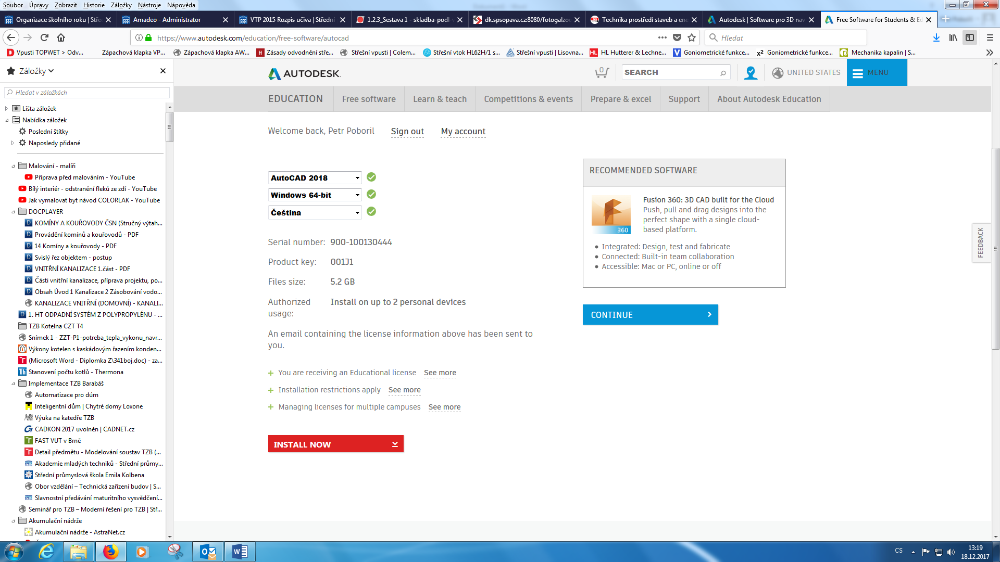 Soubor Úpravy Zobrazit Historie Záložky Nástroje Nápověda
Organizace školního roku | Stře
Amadeo - Administrator
VTP 2015 Rozpis učiva | Střední
1.2.3_Sestava 1 - skladba-podl-v
dk.spsopava.cz:8080/fotogalzo
Technika prostředí staveb a ene
Autodesk | Software pro 3D nav
Free Software for Students & Ed
https://www.autodesk.com/education/free-software/autocad
Hledat
Vpusti TOPWET > Odv...
Zápachová klapka VP...
Zápachová klapka AW...
Zásady odvodnění stře...
Střešní vpusti | Colem...
Střešní vtok HL62H/1 s...
Střešní vpusti | Lisovna...
HL Hutterer & Lechne...
Goniometrické funkce...
Goniometrické funkce...
Mechanika kapalin | S...
Záložky
Hledat v záložkách
Lišta záložek
Nabídka záložek
Poslední štítky
Naposledy přidané
Malování - malíři
Příprava před malováním - YouTube
Bílý interiér - odstranění fleků ze zdí - YouTube
Jak vymalovat byt návod COLORLAK - YouTube
DOCPLAYER
KOMÍNY A KOUŘOVODY ČSN (Stručný výtah...
Provádění komínů a kouřovodů - PDF
14 Komíny a kouřovody - PDF
Svislý řez objektem - postup
VNITŘNÍ KANALIZACE 1.část - PDF
Části vnitřní kanalizace, příprava projektu, po...
Obsah Úvod 1 Kanalizace 2 Zásobování vodo...
KANALIZACE VNITŘNÍ (DOMOVNÍ) - KANALI...
1. HT ODPADNÍ SYSTÉM Z POLYPROPYLÉNU - ...
TZB Kotelna CZT T4
Snímek 1 - ZZT-P1-potreba_tepla_vykonu_navr...
Výkony kotelen s kaskádovým řazením konden...
(Microsoft Word - Diplomka Z\341boj.doc) - za...
Stanovení počtu kotlů - Thermona
Implementace TZB Barabáš
Automatizace pro dům
Inteligentní dům | Chytré domy Loxone
Výuka na katedře TZB
CADKON 2017 uvolněn | CADNET.cz
FAST VUT v Brně
Detail předmětu - Modelování soustav TZB (...
Akademie mladých techniků - Střední průmy...
Střední průmyslová škola Emila Kolbena
Obor vzdělání – Technická zařízení budov | S...
Slavnostní předávání maturitního vysvědčení...
Seminář pro TZB – Moderní řešení pro TZB | Stř...
Akumulační nádrže
Akumulační nádrže - AstraNet.cz
AUTODESK.
0
SEARCH
UNITED STATES
MENU
EDUCATION
Free software
Learn & teach
Competitions & events
Prepare & excel
Support
About Autodesk Education
Welcome back, Petr Poboril
Sign out
My account
AutoCAD 2018
Windows 64-bit
Čeština
Serial number: 900-100130444
Product key: 001J1
Files size: 5.2 GB
Authorized usage: Install on up to 2 personal devices
An email containing the license information above has been sent to
you.
You are receiving an Educational license See more
Installation restrictions apply See more
Managing licenses for multiple campuses See more
INSTALL NOW
RECOMMENDED SOFTWARE
360
Fusion 360: 3D CAD built for the Cloud
Push, pull and drag designs into the
perfect shape with a single cloud-
based platform.
Integrated: Design, test and fabricate
Connected: Built-in team collaboration
Accessible: Mac or PC, online or off
CONTINUE
FEEDBACK
CS
13:19
18.12.2017